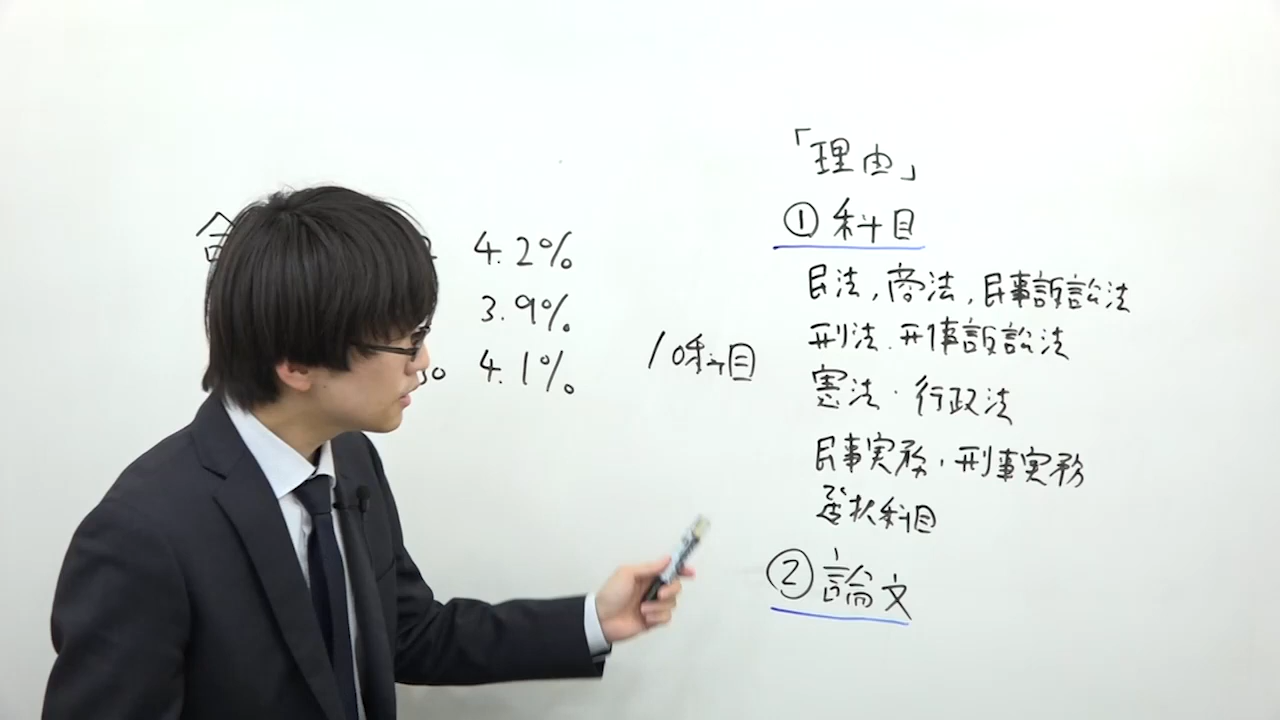 合
4.2%
3.9%
4.1%
10科目
「理由」
① 科目
民法,商法,民事訴訟法
刑法.刑事訴訟法
憲法・行政法
民事実務・刑事実務
選択科目
② 論文